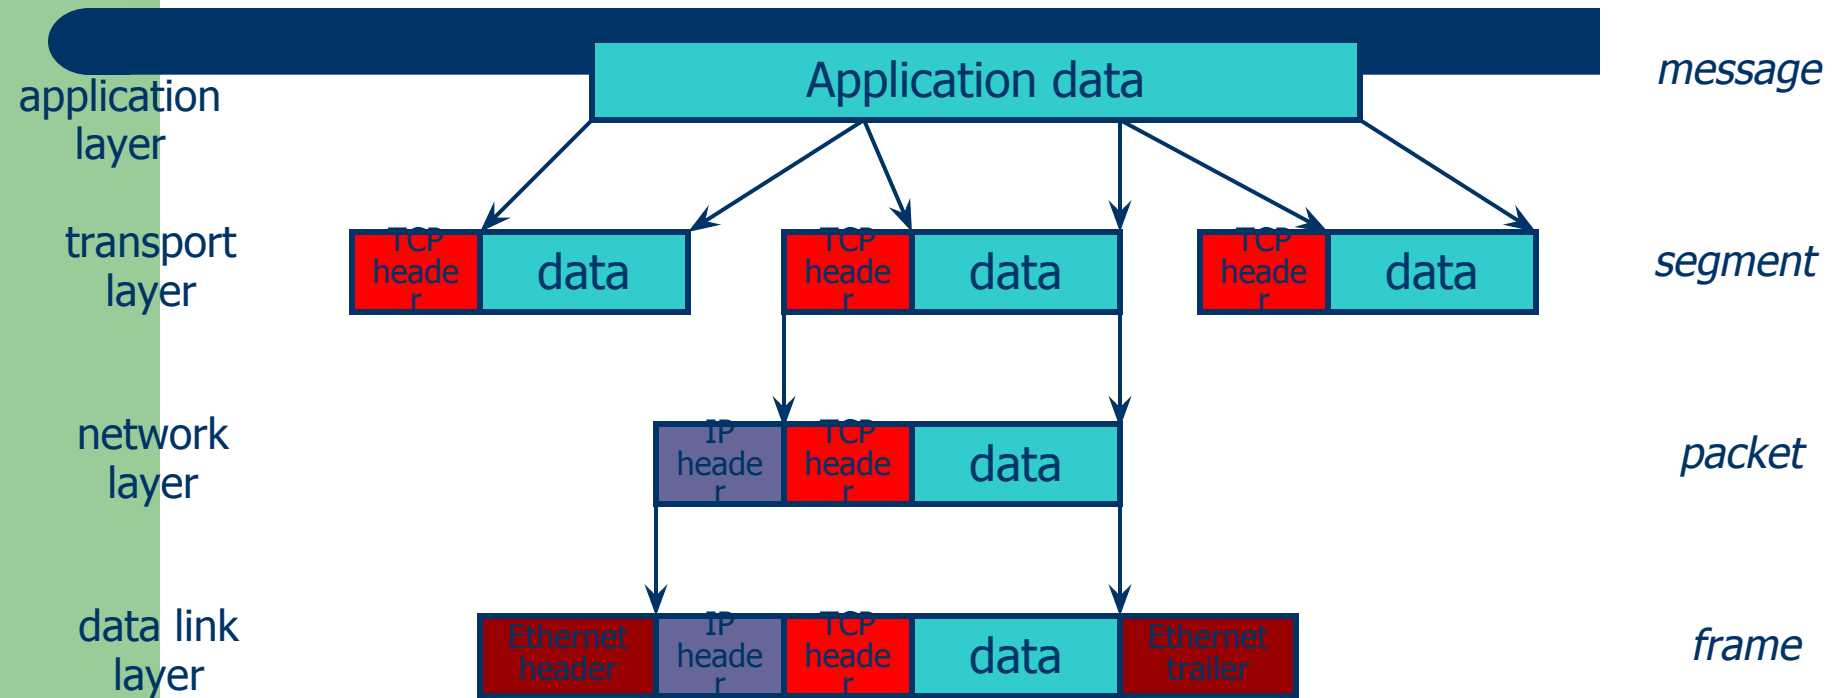 Application data
message
application
layer
transport
layer
TCP
heade
r
data
TCP
heade
r
data
TCP
heade
r
data
segment
network
layer
IP
heade
r
TCP
heade
r
data
packet
data link
layer
Ethernet
header
IP
heade
r
TCP
heade
r
data
Ethernet
trailer
frame